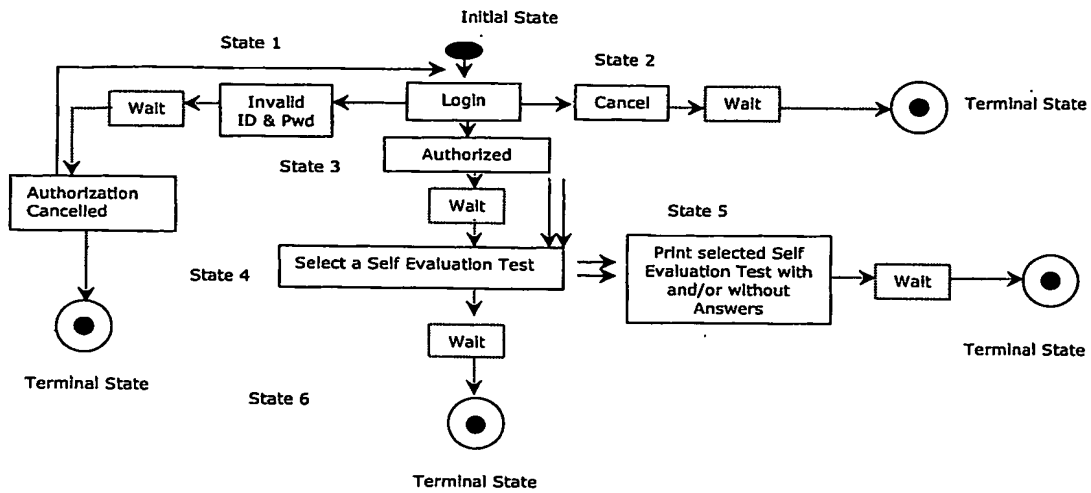 Initial State
State 1
State 2
Wait
Invalid
ID & Pwd
Login
Cancel
Wait
Terminal State
Authorized
State 3
Authorization
Cancelled
Wait
State 5
State 4
Select a Self Evaluation Test
Print selected Self
Evaluation Test with
and/or without
Answers
Wait
Wait
Terminal State
Terminal State
State 6
Terminal State